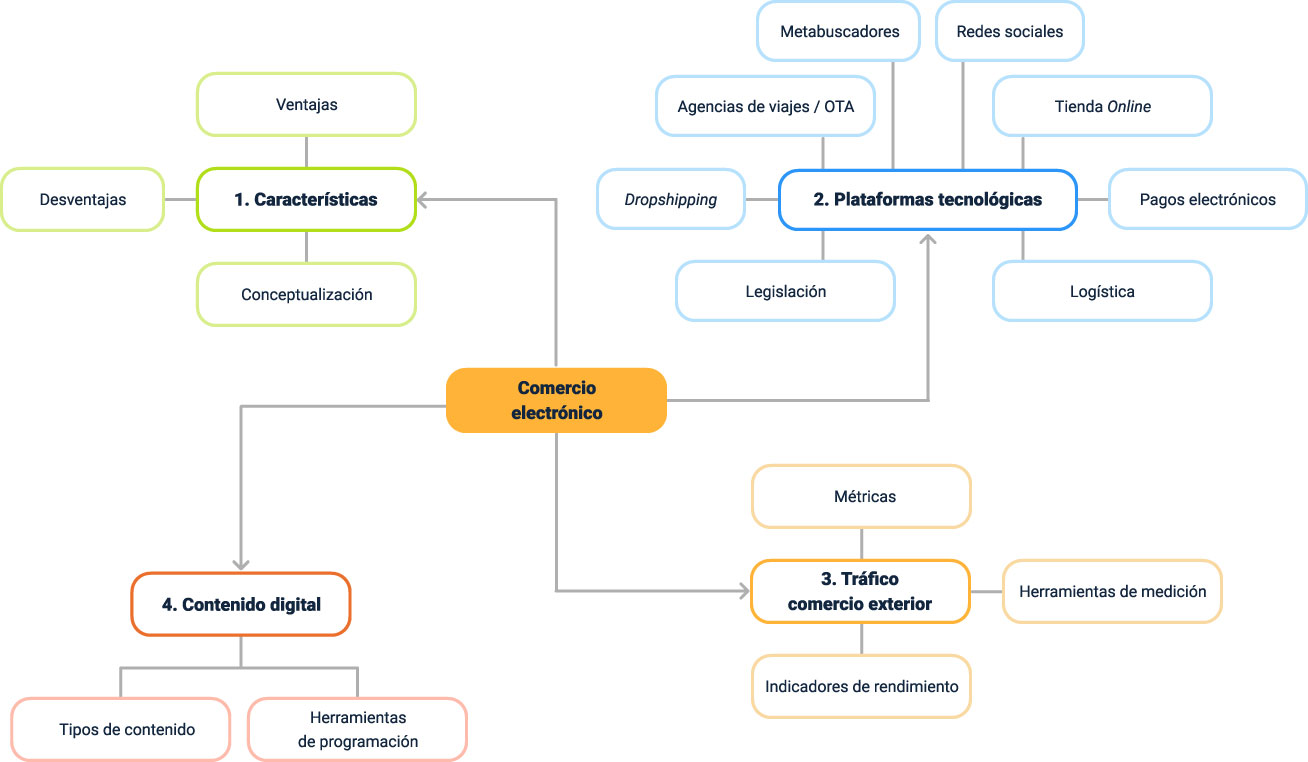 Metabuscadores
Redes sociales
Ventajas
Agencias de viajes / OTA
Tienda Online
Desventajas
1. Características
Dropshipping
2. Plataformas tecnológicas
Pagos electrónicos
Conceptualización
Legislación
Logística
Comercio
electrónico
Métricas
4. Contenido digital
3. Tráfico
comercio exterior
Herramientas de medición
Indicadores de rendimiento
Tipos de contenido
Herramientas
de programación